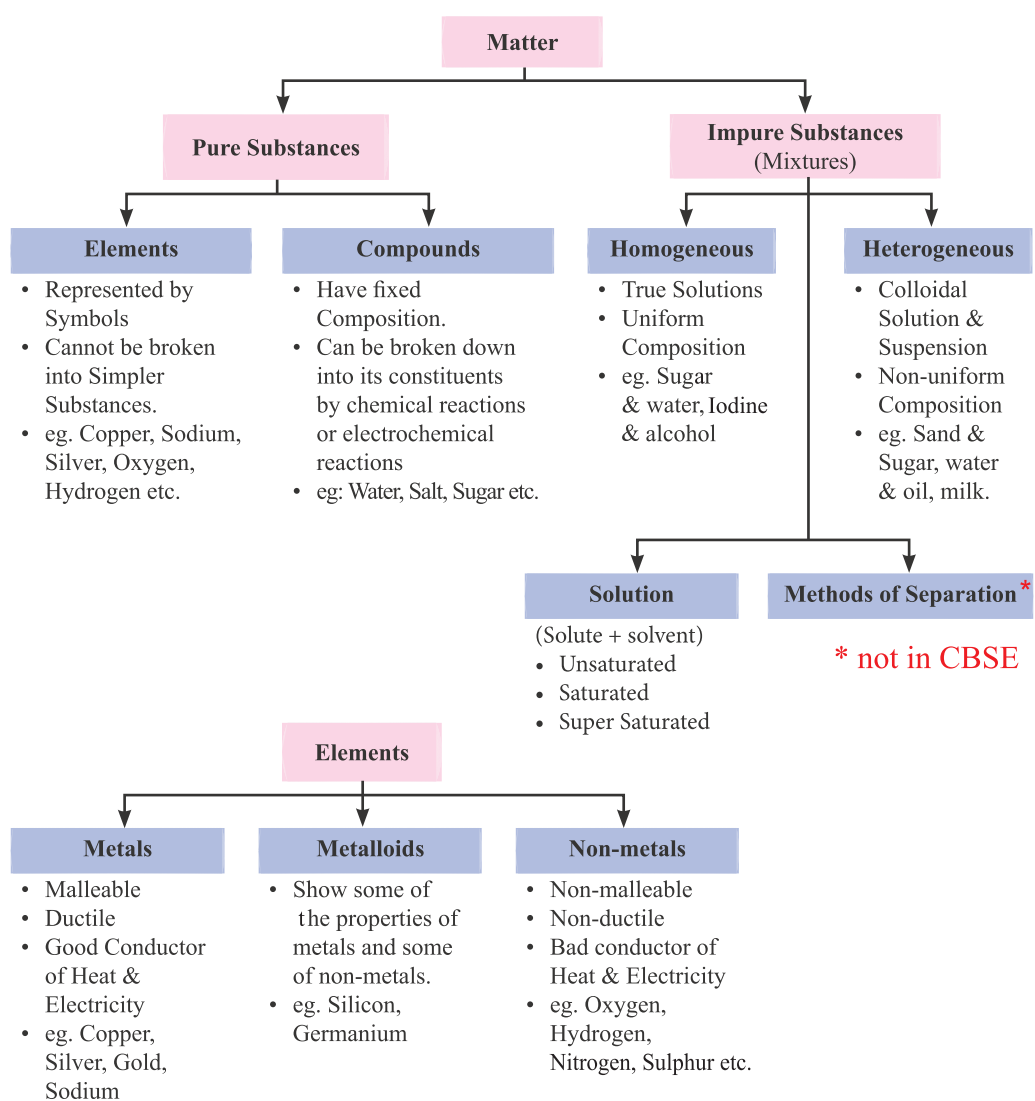 Matter
Pure Substances
Impure Substances
(Mixtures)
Elements
• Represented by
Symbols
• Cannot be broken
into Simpler
Substances.
• eg. Copper, Sodium,
Silver, Oxygen,
Hydrogen etc.
Compounds
• Have fixed
Composition.
• Can be broken down
into its constituents
by chemical reactions
or electrochemical
reactions
• eg: Water, Salt, Sugar etc.
Homogeneous
• True Solutions
• Uniform
Composition
• eg. Sugar
& water, Iodine
& alcohol
Heterogeneous
• Colloidal
Solution &
Suspension
• Non-uniform
Composition
• eg. Sand &
Sugar, water
& oil, milk.
Solution
(Solute + solvent)
• Unsaturated
• Saturated
• Super Saturated
Methods of Separation*
* not in CBSE
Elements
Metals
• Malleable
• Ductile
• Good Conductor
of Heat &
Electricity
• eg. Copper,
Silver, Gold,
Sodium
Metalloids
• Show some of
the properties of
metals and some
of non-metals.
• eg. Silicon,
Germanium
Non-metals
• Non-malleable
• Non-ductile
• Bad conductor of
Heat & Electricity
• eg. Oxygen,
Hydrogen,
Nitrogen, Sulphur etc.